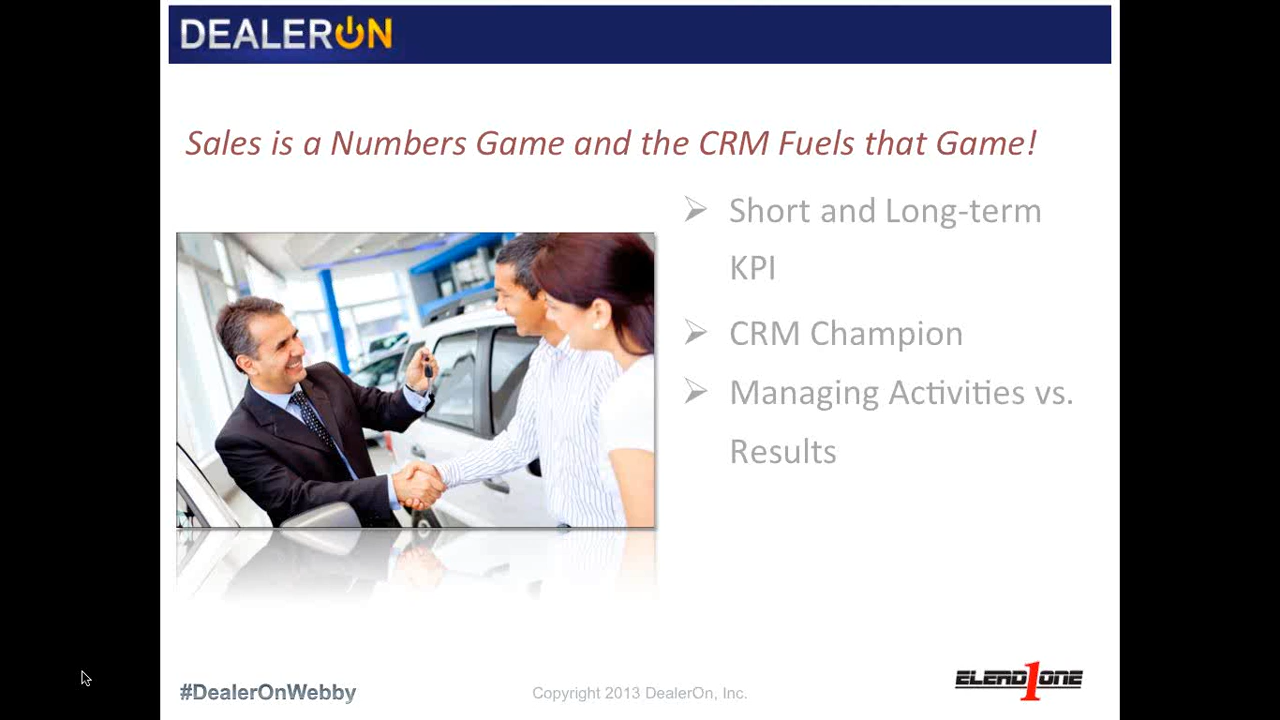 DEALERON
Sales is a Numbers Game and the CRM Fuels that Game!
Short and Long-term
KPI
CRM Champion
Managing Activities vs.
Results
#DealerOnWebby
Copyright 2013 DealerOn, Inc.
ELEAD1ONE